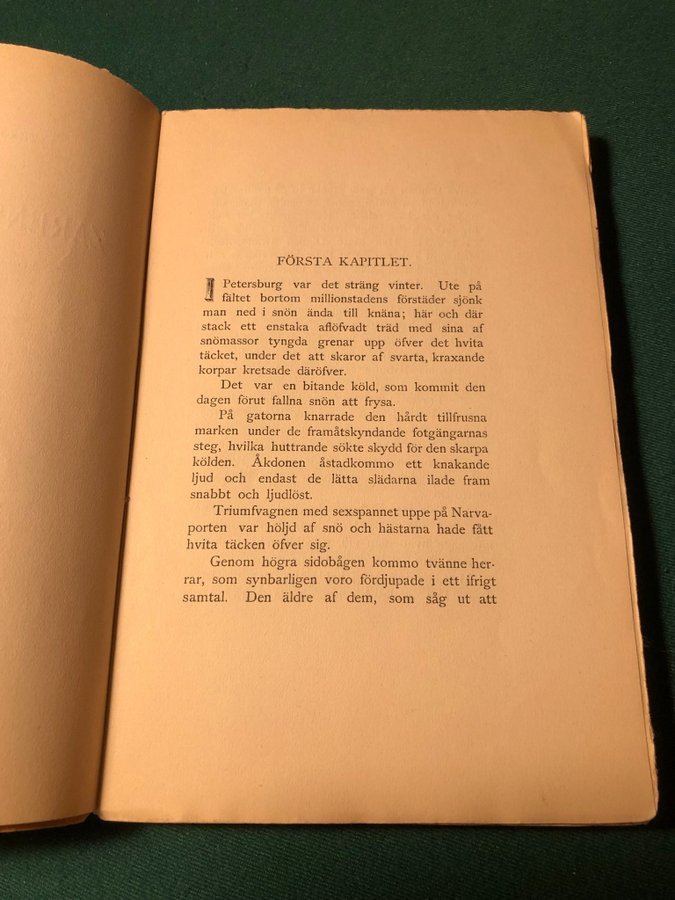 FÖRSTA KAPITLET.
I Petersburg var det sträng vinter. Ute på
fältet bortom millionstadens förstäder sjönk
man ned i snön ända till knäna; här och där
stack ett enstaka aflöfvadt träd med sina af
snömassor tyngda grenar upp öfver det hvita
täcket, under det att skaror af svarta, kraxande
korpar kretsade däröfver.
Det var en bitande köld, som kommit den
dagen förut fallna snön att frysa.
På gatorna knarrade den hårdt tillfrusna
marken under de framåtskyndande fotgängarnas
steg, hvilka huttrande sökte skydd för den skarpa
kölden. Åkdonen åstadkommo ett knakande
ljud och endast de lätta slädarna ilade fram
snabbt och ljudlöst.
Triumfvagnen med sexspannet uppe på Narva-
porten var höljd af snö och hästarna hade fått
hvita täcken öfver sig.
Genom högra sidobågen kommo tvänne her-
rar, som synbarligen voro fördjupade i ett ifrigt
samtal. Den äldre af dem, som såg ut att